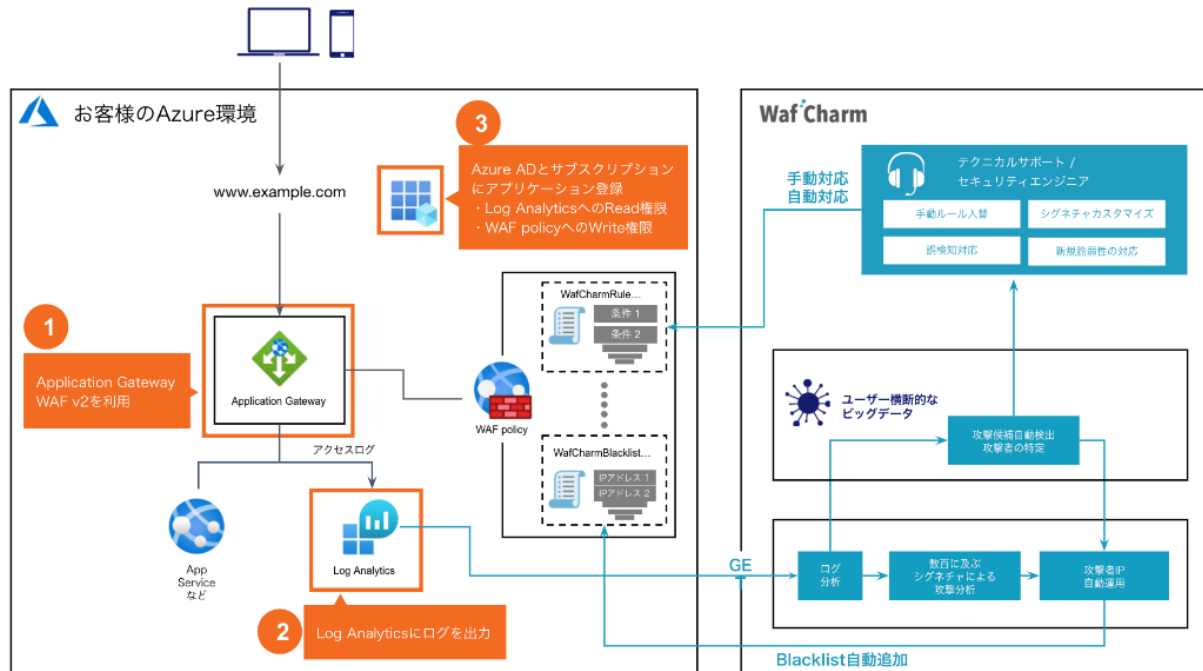 お客様のAzure環境
www.example.com
3
Azure ADとサブスクリプション
にアプリケーション登録
・Log AnalyticsへのRead権限
・WAF policyへのWrite権限
1
Application Gateway
WAF v2を利用
Application Gateway
アクセスログ
App
Service
など
Log Analytics
2
Log Analyticsにログを出力
WAF policy
WafCharmRule...
条件 1
条件 2
WafCharmBlacklist...
IPアドレス 1
IPアドレス 2
WafCharm
手動対応
自動対応
テクニカルサポート /
セキュリティエンジニア
手動ルール入替
シグネチャカスタマイズ
誤検知対応
新規脆弱性の対応
ユーザー横断的な
ビッグデータ
攻撃候補自動検出
攻撃者の特定
GE
ログ
分析
数百に及ぶ
シグネチャによる
攻撃分析
攻撃者IP
自動運用
Blacklist自動追加